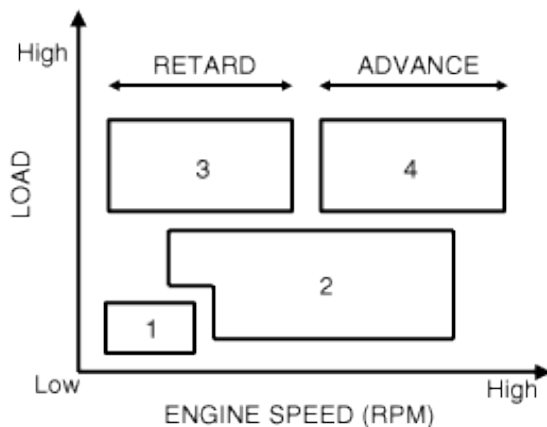 High
RETARD
ADVANCE
3
4
LOAD
2
1
Low
High
ENGINE SPEED (RPM)